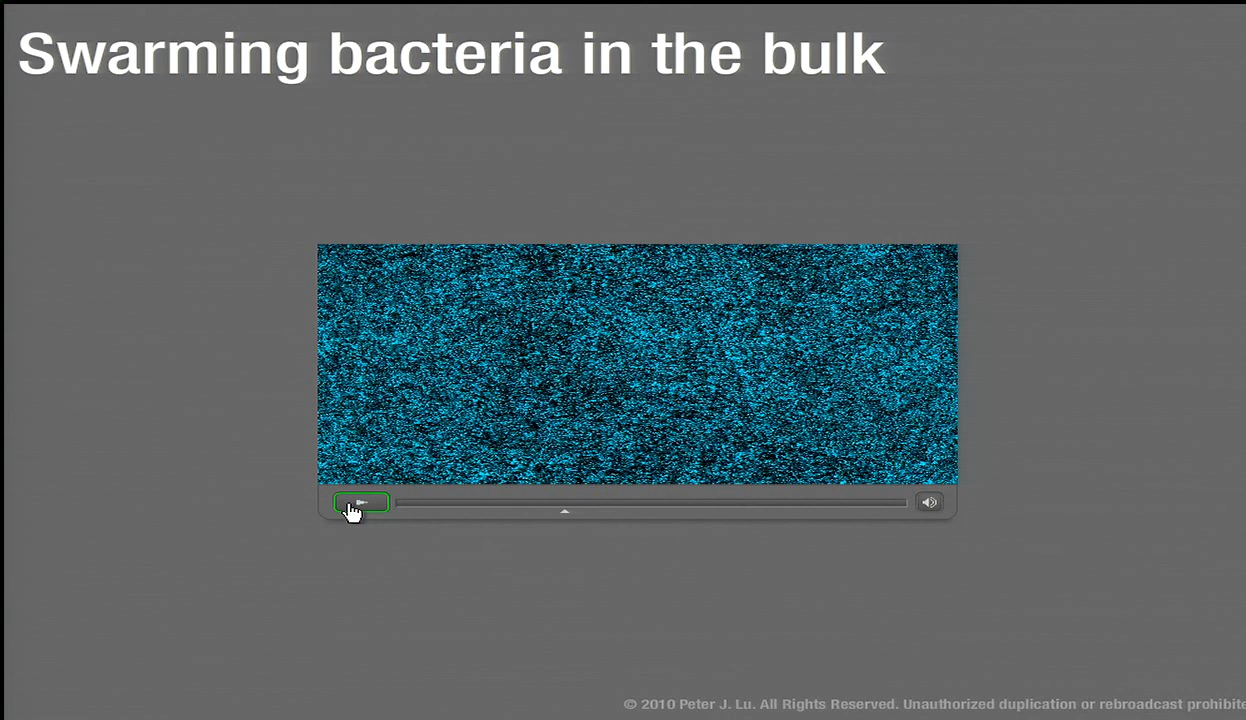 Swarming bacteria in the bulk
© 2010 Peter J. Lu. All Rights Reserved. Unauthorized duplication or rebroadcast prohibite